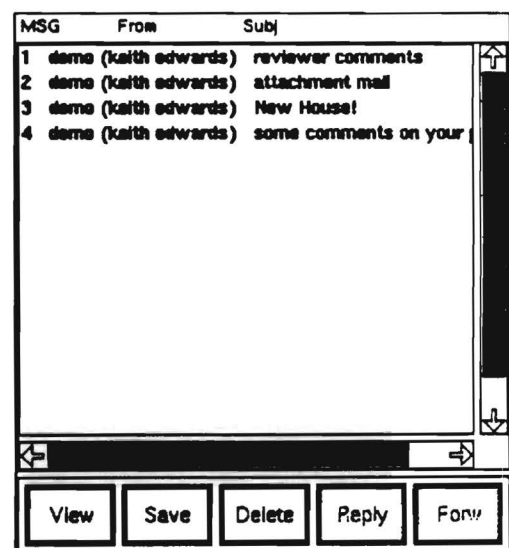 MSG From Subj
1 demo (keith edwards) reviewer comments
2 demo (keith edwards) attachment mail
3 demo (keith edwards) New House!
4 demo (keith edwards) some comments on your
View Save Delete Reply Forw